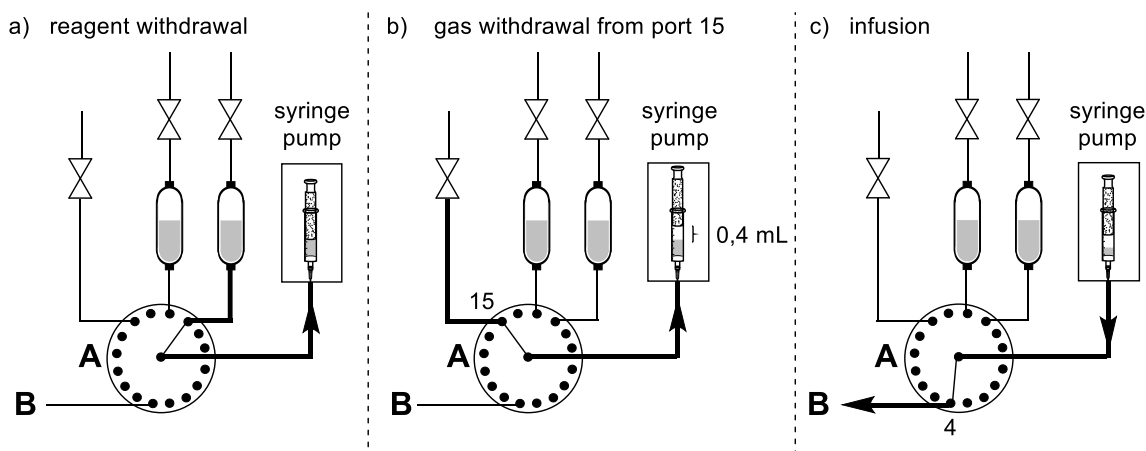 a) reagent withdrawal
syringe
pump
A
B
b) gas withdrawal from port 15
syringe
pump
0,4 mL
15
A
B
c) infusion
syringe
pump
A
B
4